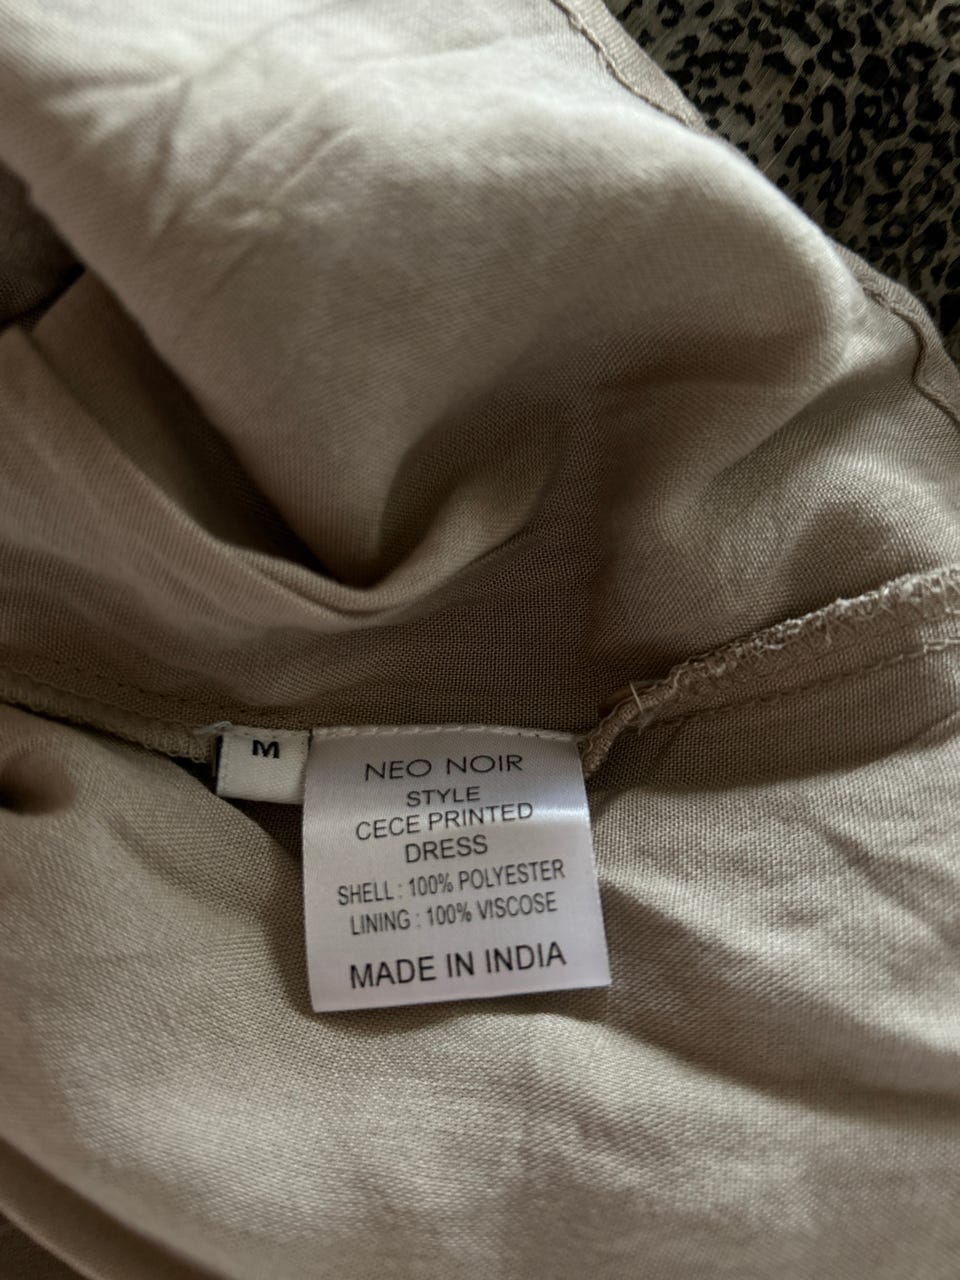 M
NEO NOIR
STYLE
CECE PRINTED
DRESS
SHELL : 100% POLYESTER
LINING : 100% VISCOSE
MADE IN INDIA